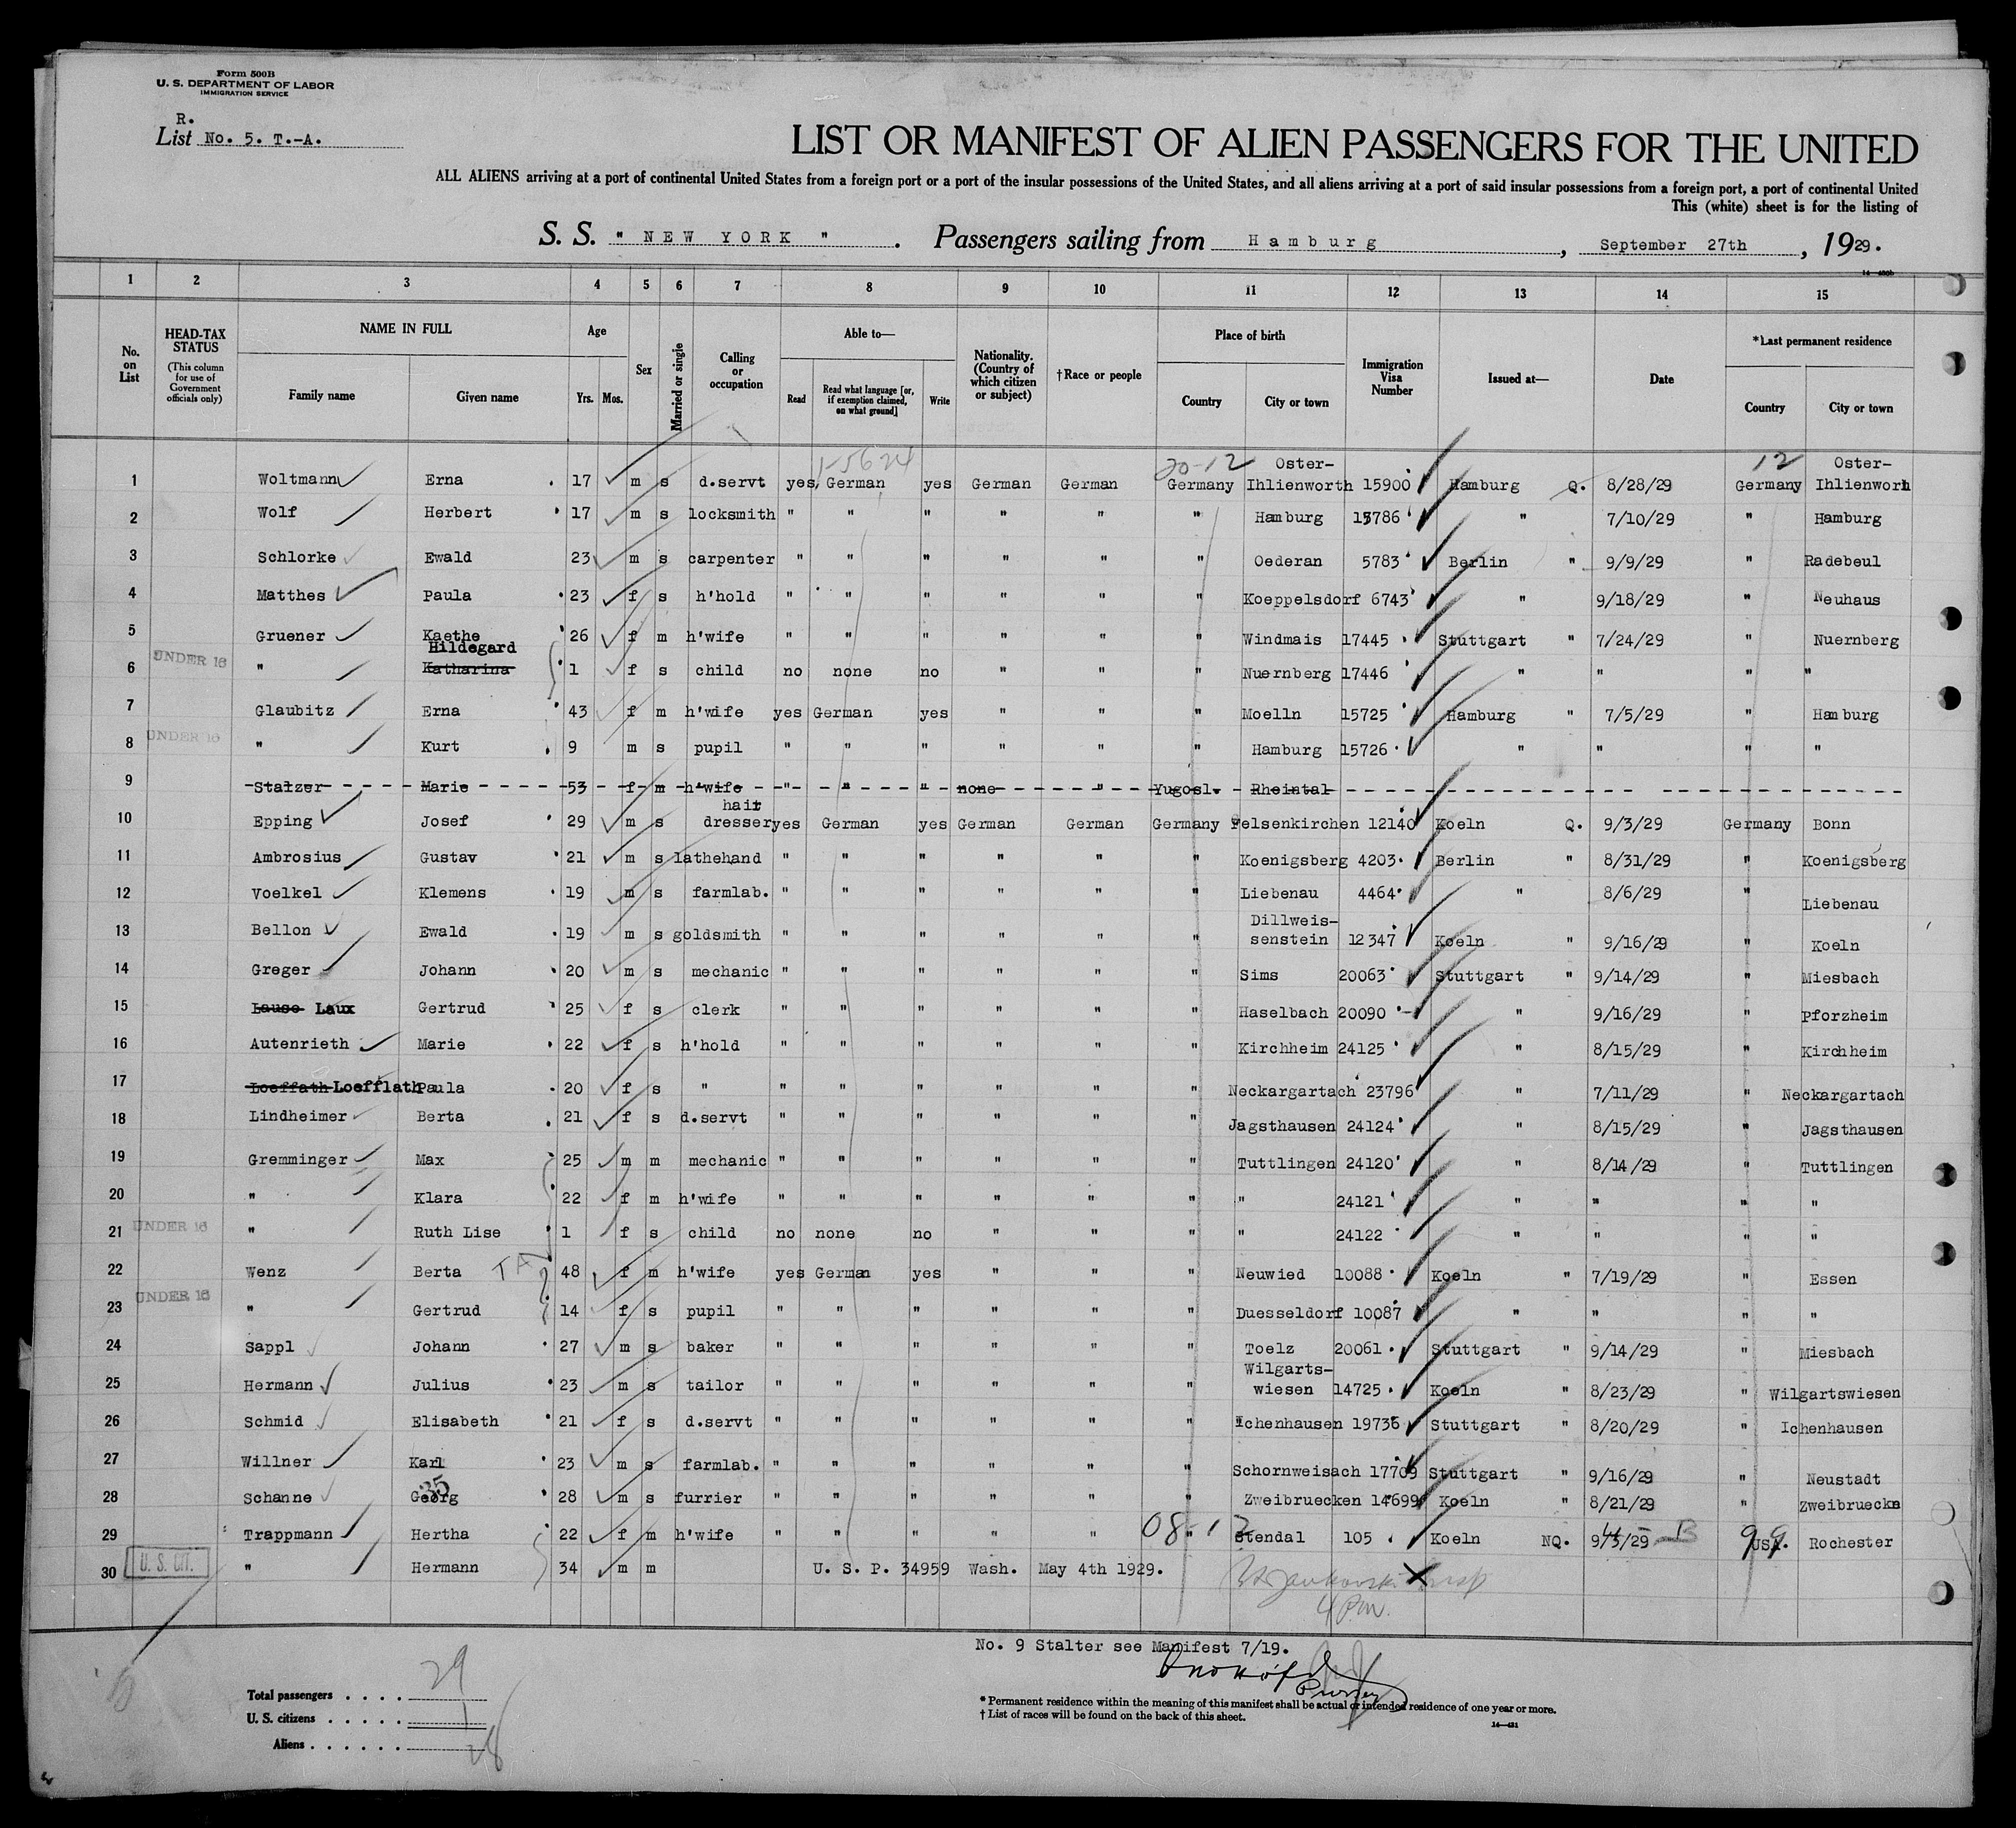 Form 500B
U. S. DEPARTMENT OF LABOR
IMMIGRATION SERVICE
R.
List No. 5. T.-A.
LIST OR MANIFEST OF ALIEN PASSENGERS FOR THE UNITED
ALL ALIENS arriving at a port of continental United States from a foreign port or a port of the insular possessions of the United States, and all aliens arriving at a port of said insular possessions from a foreign port, a port of continental United
This (white) sheet is for the listing of
S. S. " NEW YORK " . Passengers sailing from Hamburg , September 27th , 1929.
14—480b
1 2 3 4 5 6 7 8 9 10 11 12 13 14 15
No. on List
HEAD-TAX STATUS (This column for use of Government officials only)
NAME IN FULL Family name Given name
Age Yrs. Mos.
Sex
Married or single
Calling or occupation
Able to— Read Read what language [or, if exemption claimed, on what ground] Write
Nationality. (Country of which citizen or subject)
†Race or people
Place of birth Country City or town
Immigration Visa Number
Issued at—
Date
*Last permanent residence Country City or town
1-5624 20-12 Oster- 12 Oster-
1 Woltmann Erna 17 m s d.servt yes, German yes German German Germany Ihlienworth 15900 Hamburg Q. 8/28/29 Germany Ihlienworh
2 Wolf Herbert 17 m s locksmith " " " " " " Hamburg 13786 " 7/10/29 " Hamburg
3 Schlorke Ewald 23 m s carpenter " " " " " " Oederan 5783 Berlin " 9/9/29 " Radebeul
4 Matthes Paula 23 f s h'hold " " " " " " Koeppelsdorf 6743 " 9/18/29 " Neuhaus
5 Gruener Kaethe 26 f m h'wife " " " " " " Windmais 17445 Stuttgart " 7/24/29 " Nuernberg
Hildegard
UNDER 16
6 " Katharina 1 f s child no none no " " " Nuernberg 17446 " " " "
7 Glaubitz Erna 43 f m h'wife yes German yes " " " Moelln 15725 Hamburg " 7/5/29 " Hamburg
UNDER 16
8 " Kurt 9 m s pupil " " " " " " Hamburg 15726 " " " "
9 Stalzer Marie 53 f m h'wife " " " none " Yugosl. Rheintal
hair
10 Epping Josef 29 m s dresser yes German yes German German Germany Felsenkirchen 12140 Koeln Q. 9/3/29 Germany Bonn
11 Ambrosius Gustav 21 m s lathehand " " " " " " Koenigsberg 4203 Berlin " 8/31/29 " Koenigsberg
12 Voelkel Klemens 19 m s farmlab. " " " " " " Liebenau 4464 " 8/6/29 " Liebenau
Dillweis-
13 Bellon Ewald 19 m s goldsmith " " " " " " senstein 12347 Koeln " 9/16/29 " Koeln
14 Greger Johann 20 m s mechanic " " " " " " Sims 20063 Stuttgart " 9/14/29 " Miesbach
15 Lause Laux Gertrud 25 f s clerk " " " " " " Haselbach 20090 " 9/16/29 " Pforzheim
16 Autenrieth Marie 22 f s h'hold " " " " " " Kirchheim 24125 " 8/15/29 " Kirchheim
17 Loeffath Loefflath Paula 20 f s " " " " " " " Neckargartach 23796 " 7/11/29 " Neckargartach
18 Lindheimer Berta 21 f s d.servt " " " " " " Jagsthausen 24124 " 8/15/29 " Jagsthausen
19 Gremminger Max 25 m m mechanic " " " " " " Tuttlingen 24120 " 8/14/29 " Tuttlingen
20 " Klara 22 f m h'wife " " " " " " " 24121 " " " "
UNDER 16
21 " Ruth Lise 1 f s child no none no " " " " 24122 " " " "
22 Wenz Berta TA 48 f m h'wife yes German yes " " " Neuwied 10088 Koeln " 7/19/29 " Essen
UNDER 16
23 " Gertrud 14 f s pupil " " " " " " Duesseldorf 10087 " " " "
24 Sappl Johann 27 m s baker " " " " " " Toelz 20061 Stuttgart " 9/14/29 " Miesbach
Wilgarts-
25 Hermann Julius 23 m s tailor " " " " " " wiesen 14725 Koeln " 8/23/29 " Wilgartswiesen
26 Schmid Elisabeth 21 f s d.servt " " " " " " Ichenhausen 19736 Stuttgart " 8/20/29 " Ichenhausen
27 Willner Karl 23 m s farmlab. " " " " " " Schornweisach 17709 Stuttgart " 9/16/29 " Neustadt
35
28 Schanne Georg 28 m s furrier " " " " " " Zweibruecken 14699 Koeln " 8/21/29 " Zweibruecke
08-12
29 Trappmann Hertha 22 f m h'wife " " " " " " Stendal 105 Koeln NQ. 9/3/29 B 99 USA. Rochester
30 U. S. CIT. " Hermann 34 m m U. S. P. 34959 Wash. May 4th 1929.
4 P.M.
No. 9 Stalter see Manifest 7/19.
Total passengers . . . . 29
U. S. citizens . . . . . 1
Aliens . . . . . . 28
* Permanent residence within the meaning of this manifest shall be actual or intended residence of one year or more.
† List of races will be found on the back of this sheet.
14—431